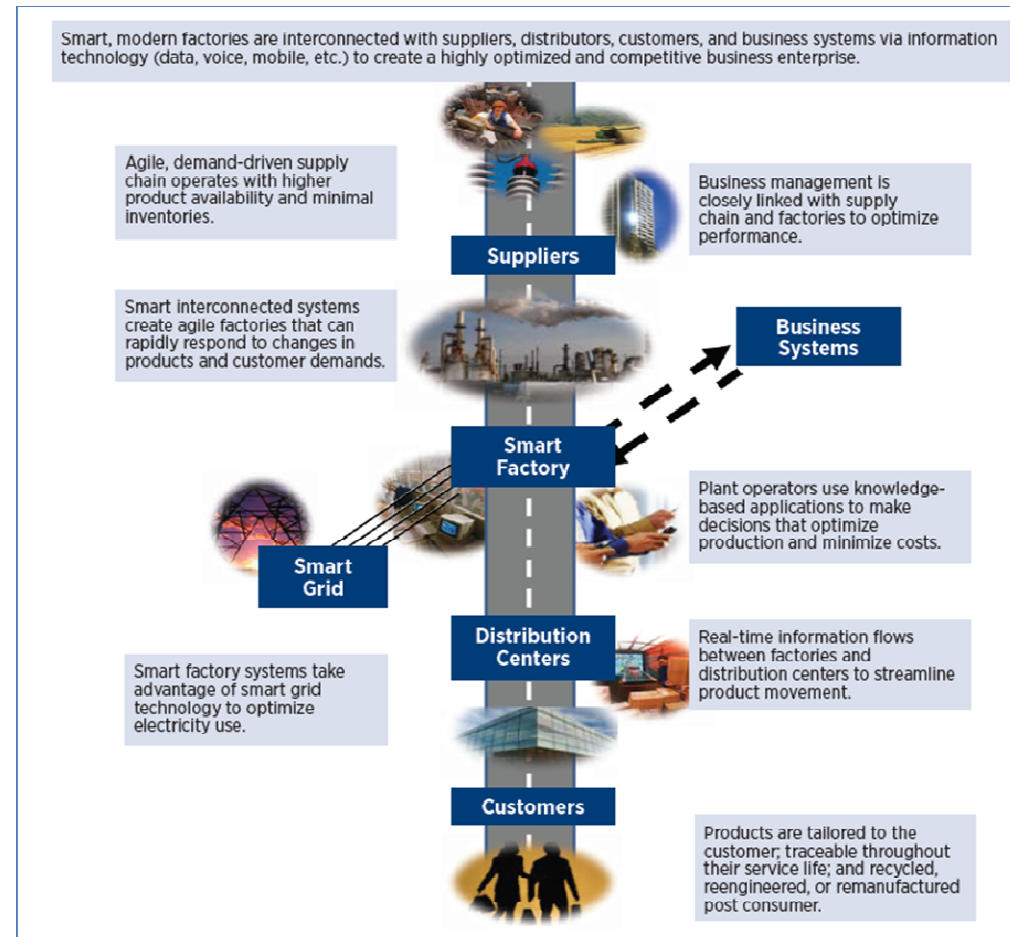 Smart, modern factories are interconnected with suppliers, distributors, customers, and business systems via information
technology (data, voice, mobile, etc.) to create a highly optimized and competitive business enterprise.
Agile, demand-driven supply
chain operates with higher
product availability and minimal
inventories.
Business management is
closely linked with supply
chain and factories to optimize
performance.
Suppliers
Smart interconnected systems
create agile factories that can
rapidly respond to changes in
products and customer demands.
Business
Systems
Smart
Factory
Plant operators use knowledge-
based applications to make
decisions that optimize
production and minimize costs.
Smart
Grid
Distribution
Centers
Real-time information flows
between factories and
distribution centers to streamline
product movement.
Smart factory systems take
advantage of smart grid
technology to optimize
electricity use.
Customers
Products are tailored to the
customer; traceable throughout
their service life; and recycled,
reengineered, or remanufactured
post consumer.